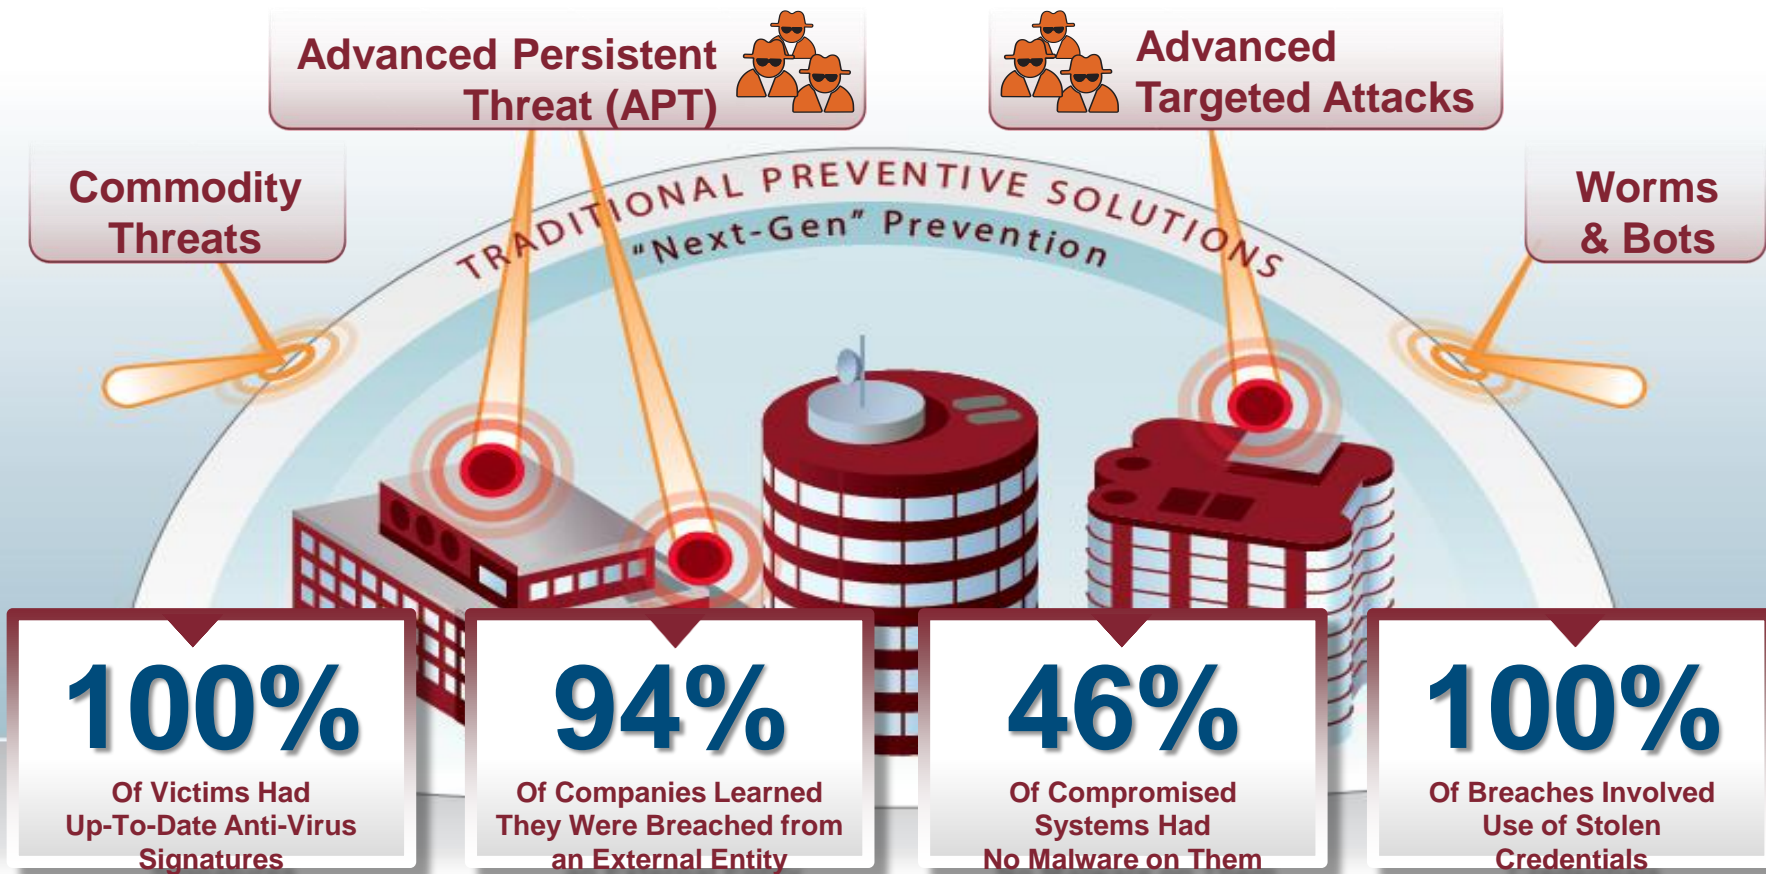 Advanced Persistent
Threat (APT)
Advanced
Targeted Attacks
Commodity
Threats
Worms
& Bots
TRADITIONAL PREVENTIVE SOLUTIONS
"Next-Gen" Prevention
100%
Of Victims Had
Up-To-Date Anti-Virus
Signatures
94%
Of Companies Learned
They Were Breached from
an External Entity
46%
Of Compromised
Systems Had
No Malware on Them
100%
Of Breaches Involved
Use of Stolen
Credentials